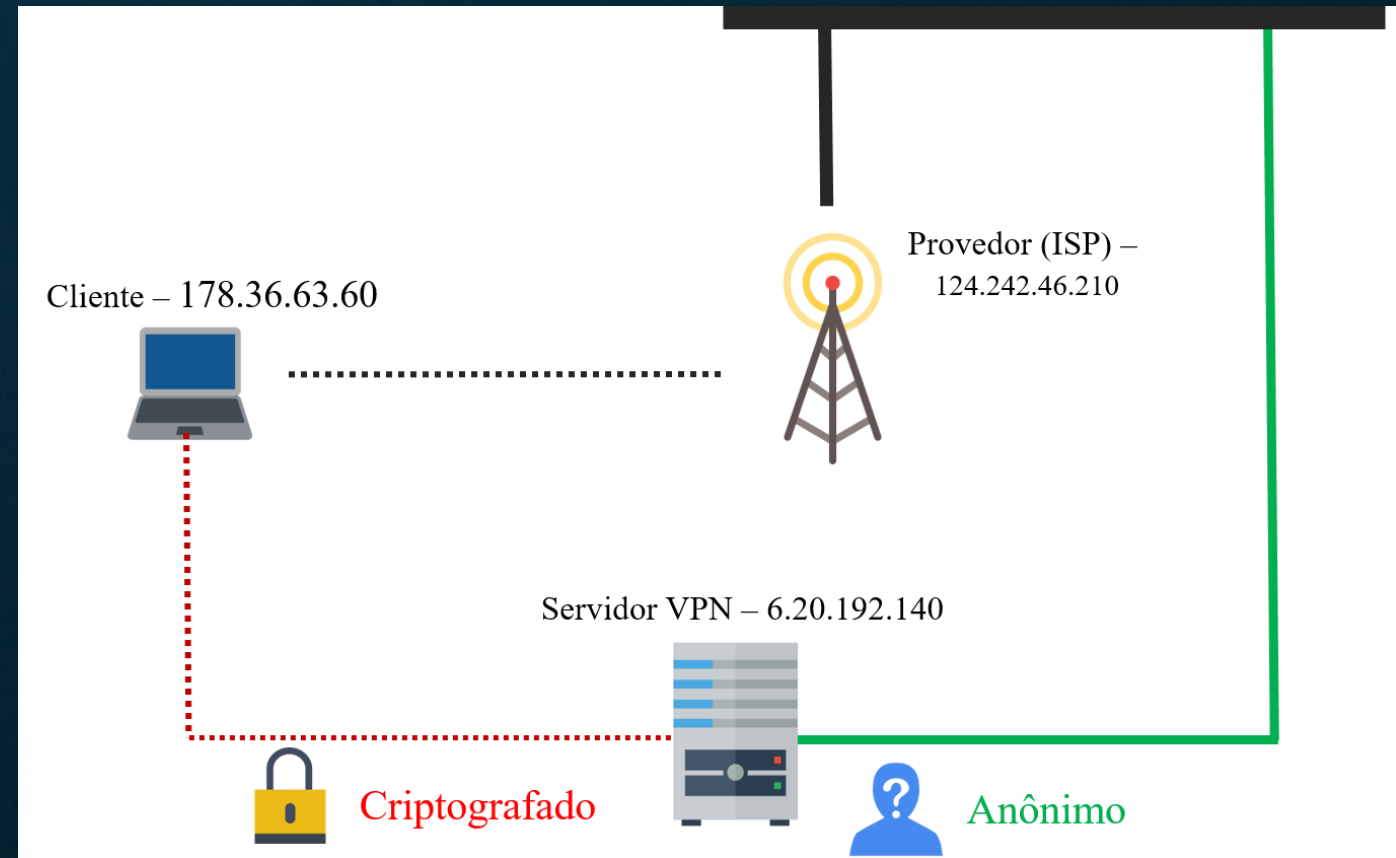 Provedor (ISP) –
124.242.46.210
Cliente – 178.36.63.60
Servidor VPN – 6.20.192.140
?
Criptografado
Anônimo